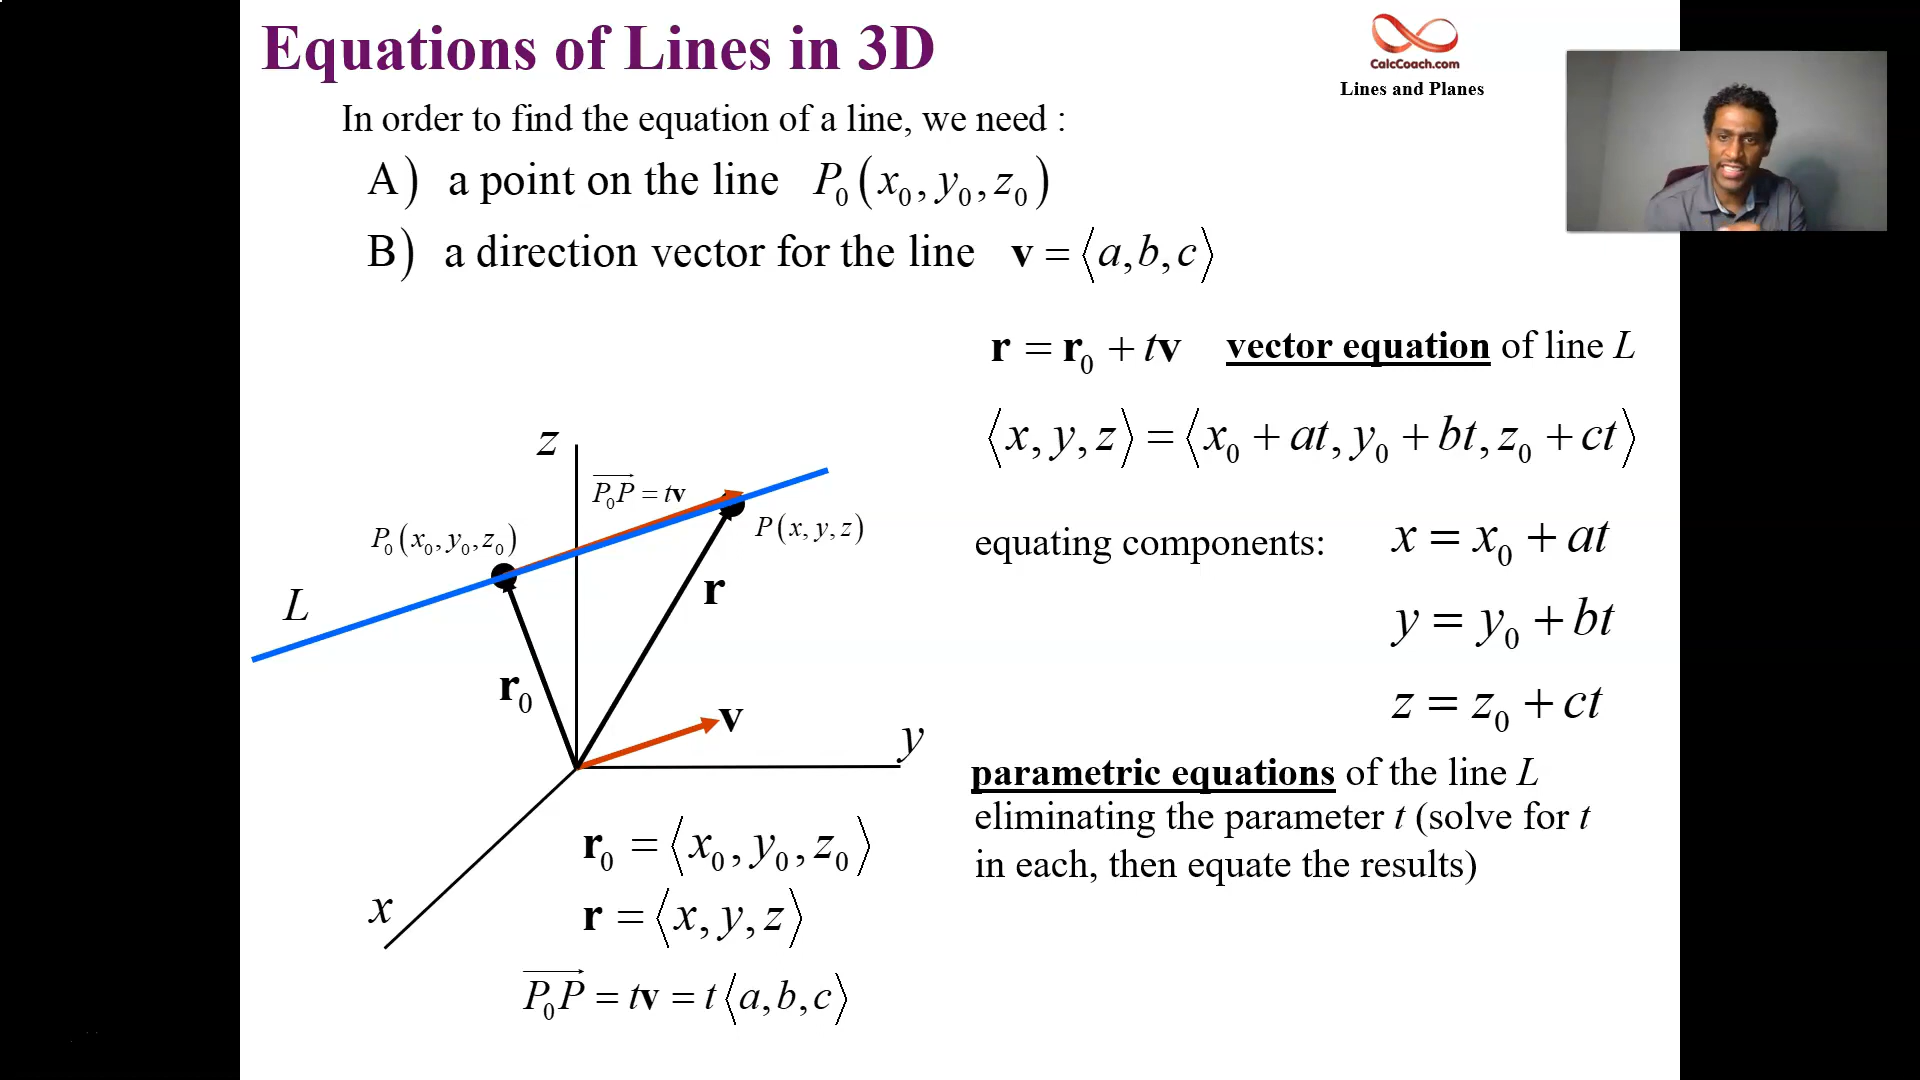 Equations of Lines in 3D
CalcCoach.com
Lines and Planes
In order to find the equation of a line, we need :
A) a point on the line P₀(x₀, y₀, z₀)
B) a direction vector for the line v = ⟨a, b, c⟩
r = r₀ + tv vector equation of line L
⟨x, y, z⟩ = ⟨x₀ + at, y₀ + bt, z₀ + ct⟩
equating components: x = x₀ + at
y = y₀ + bt
z = z₀ + ct
parametric equations of the line L
eliminating the parameter t (solve for t
in each, then equate the results)
z
P₀P⃗ = tv
P(x, y, z)
P₀(x₀, y₀, z₀)
L
r
r₀
v
y
x
r₀ = ⟨x₀, y₀, z₀⟩
r = ⟨x, y, z⟩
P₀P⃗ = tv = t⟨a, b, c⟩